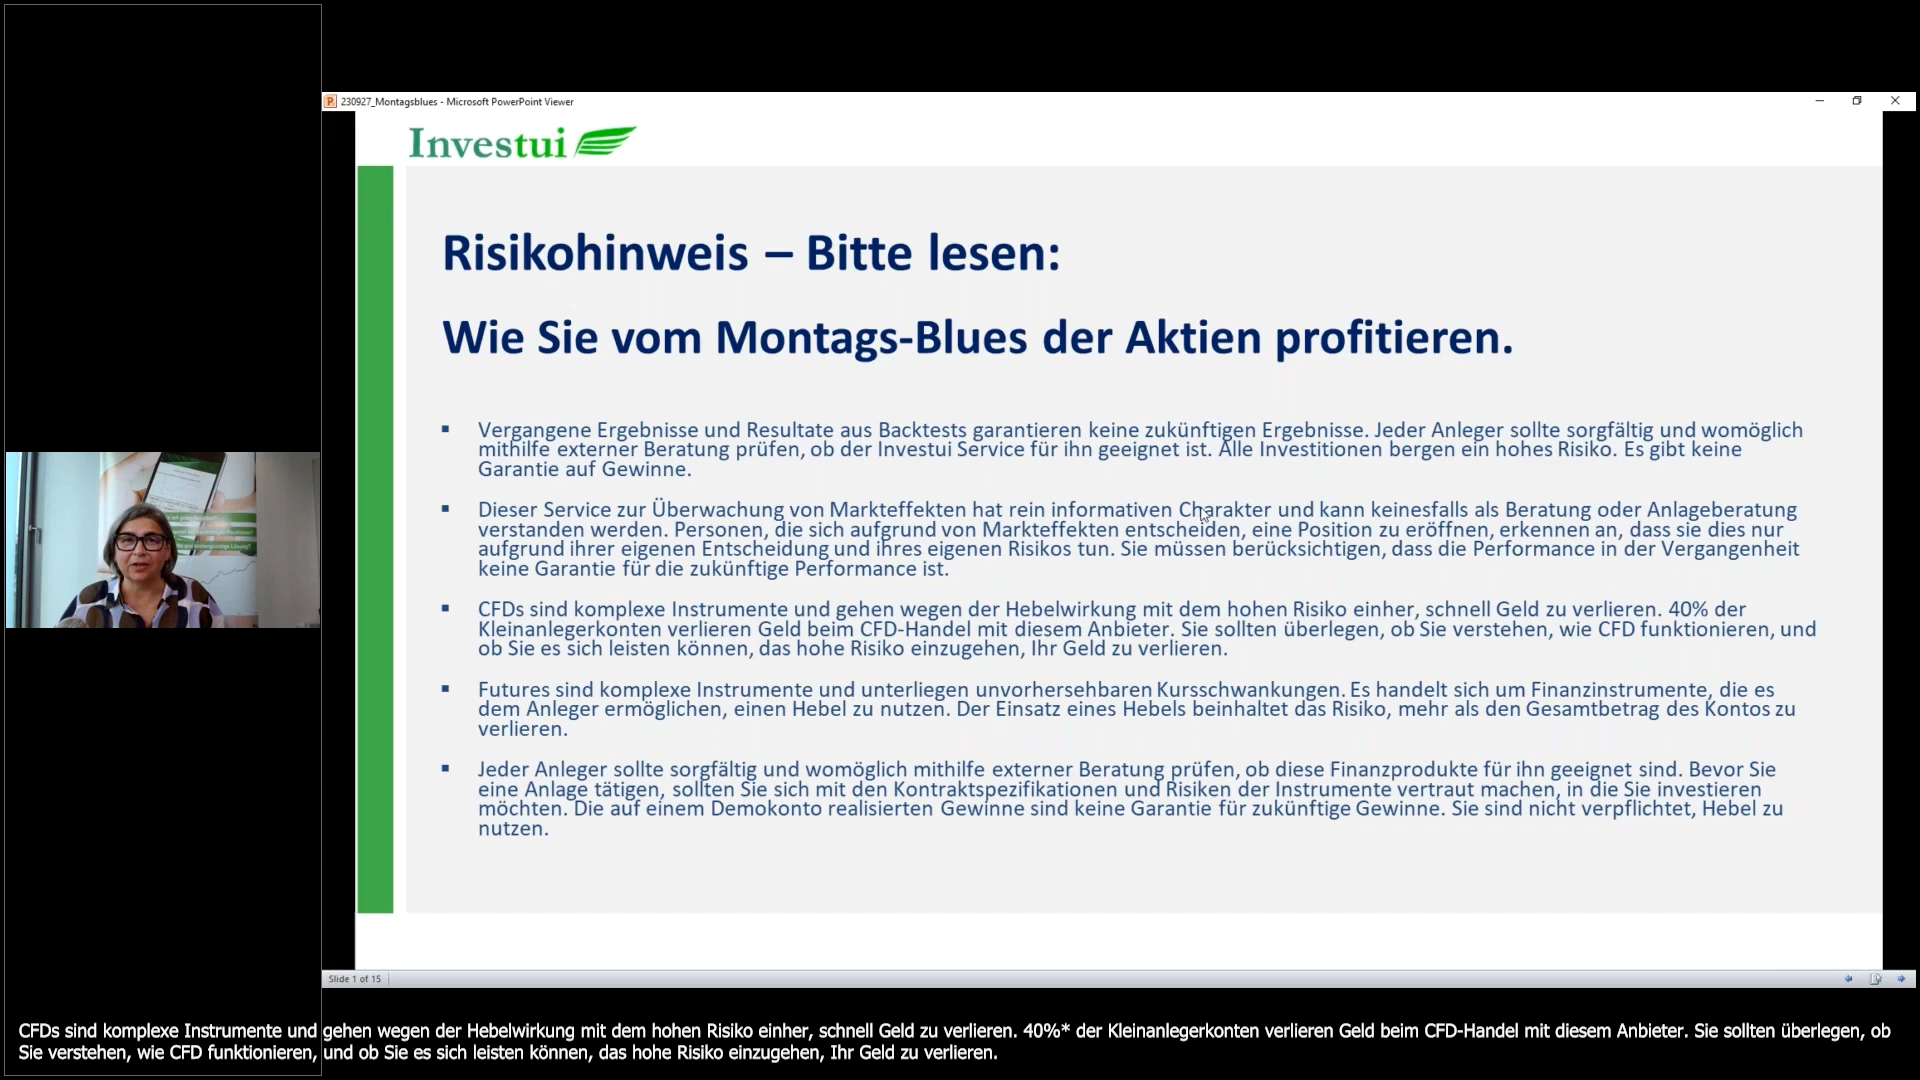 230927_Montagsblues - Microsoft PowerPoint Viewer
Investui
Risikohinweis – Bitte lesen:
Wie Sie vom Montags-Blues der Aktien profitieren.
▪ Vergangene Ergebnisse und Resultate aus Backtests garantieren keine zukünftigen Ergebnisse. Jeder Anleger sollte sorgfältig und womöglich
mithilfe externer Beratung prüfen, ob der Investui Service für ihn geeignet ist. Alle Investitionen bergen ein hohes Risiko. Es gibt keine
Garantie auf Gewinne.
▪ Dieser Service zur Überwachung von Markteffekten hat rein informativen Charakter und kann keinesfalls als Beratung oder Anlageberatung
verstanden werden. Personen, die sich aufgrund von Markteffekten entscheiden, eine Position zu eröffnen, erkennen an, dass sie dies nur
aufgrund ihrer eigenen Entscheidung und ihres eigenen Risikos tun. Sie müssen berücksichtigen, dass die Performance in der Vergangenheit
keine Garantie für die zukünftige Performance ist.
▪ CFDs sind komplexe Instrumente und gehen wegen der Hebelwirkung mit dem hohen Risiko einher, schnell Geld zu verlieren. 40% der
Kleinanlegerkonten verlieren Geld beim CFD-Handel mit diesem Anbieter. Sie sollten überlegen, ob Sie verstehen, wie CFD funktionieren, und
ob Sie es sich leisten können, das hohe Risiko einzugehen, Ihr Geld zu verlieren.
▪ Futures sind komplexe Instrumente und unterliegen unvorhersehbaren Kursschwankungen. Es handelt sich um Finanzinstrumente, die es
dem Anleger ermöglichen, einen Hebel zu nutzen. Der Einsatz eines Hebels beinhaltet das Risiko, mehr als den Gesamtbetrag des Kontos zu
verlieren.
▪ Jeder Anleger sollte sorgfältig und womöglich mithilfe externer Beratung prüfen, ob diese Finanzprodukte für ihn geeignet sind. Bevor Sie
eine Anlage tätigen, sollten Sie sich mit den Kontraktspezifikationen und Risiken der Instrumente vertraut machen, in die Sie investieren
möchten. Die auf einem Demokonto realisierten Gewinne sind keine Garantie für zukünftige Gewinne. Sie sind nicht verpflichtet, Hebel zu
nutzen.
Slide 1 of 15
CFDs sind komplexe Instrumente und gehen wegen der Hebelwirkung mit dem hohen Risiko einher, schnell Geld zu verlieren. 40%* der Kleinanlegerkonten verlieren Geld beim CFD-Handel mit diesem Anbieter. Sie sollten überlegen, ob
Sie verstehen, wie CFD funktionieren, und ob Sie es sich leisten können, das hohe Risiko einzugehen, Ihr Geld zu verlieren.